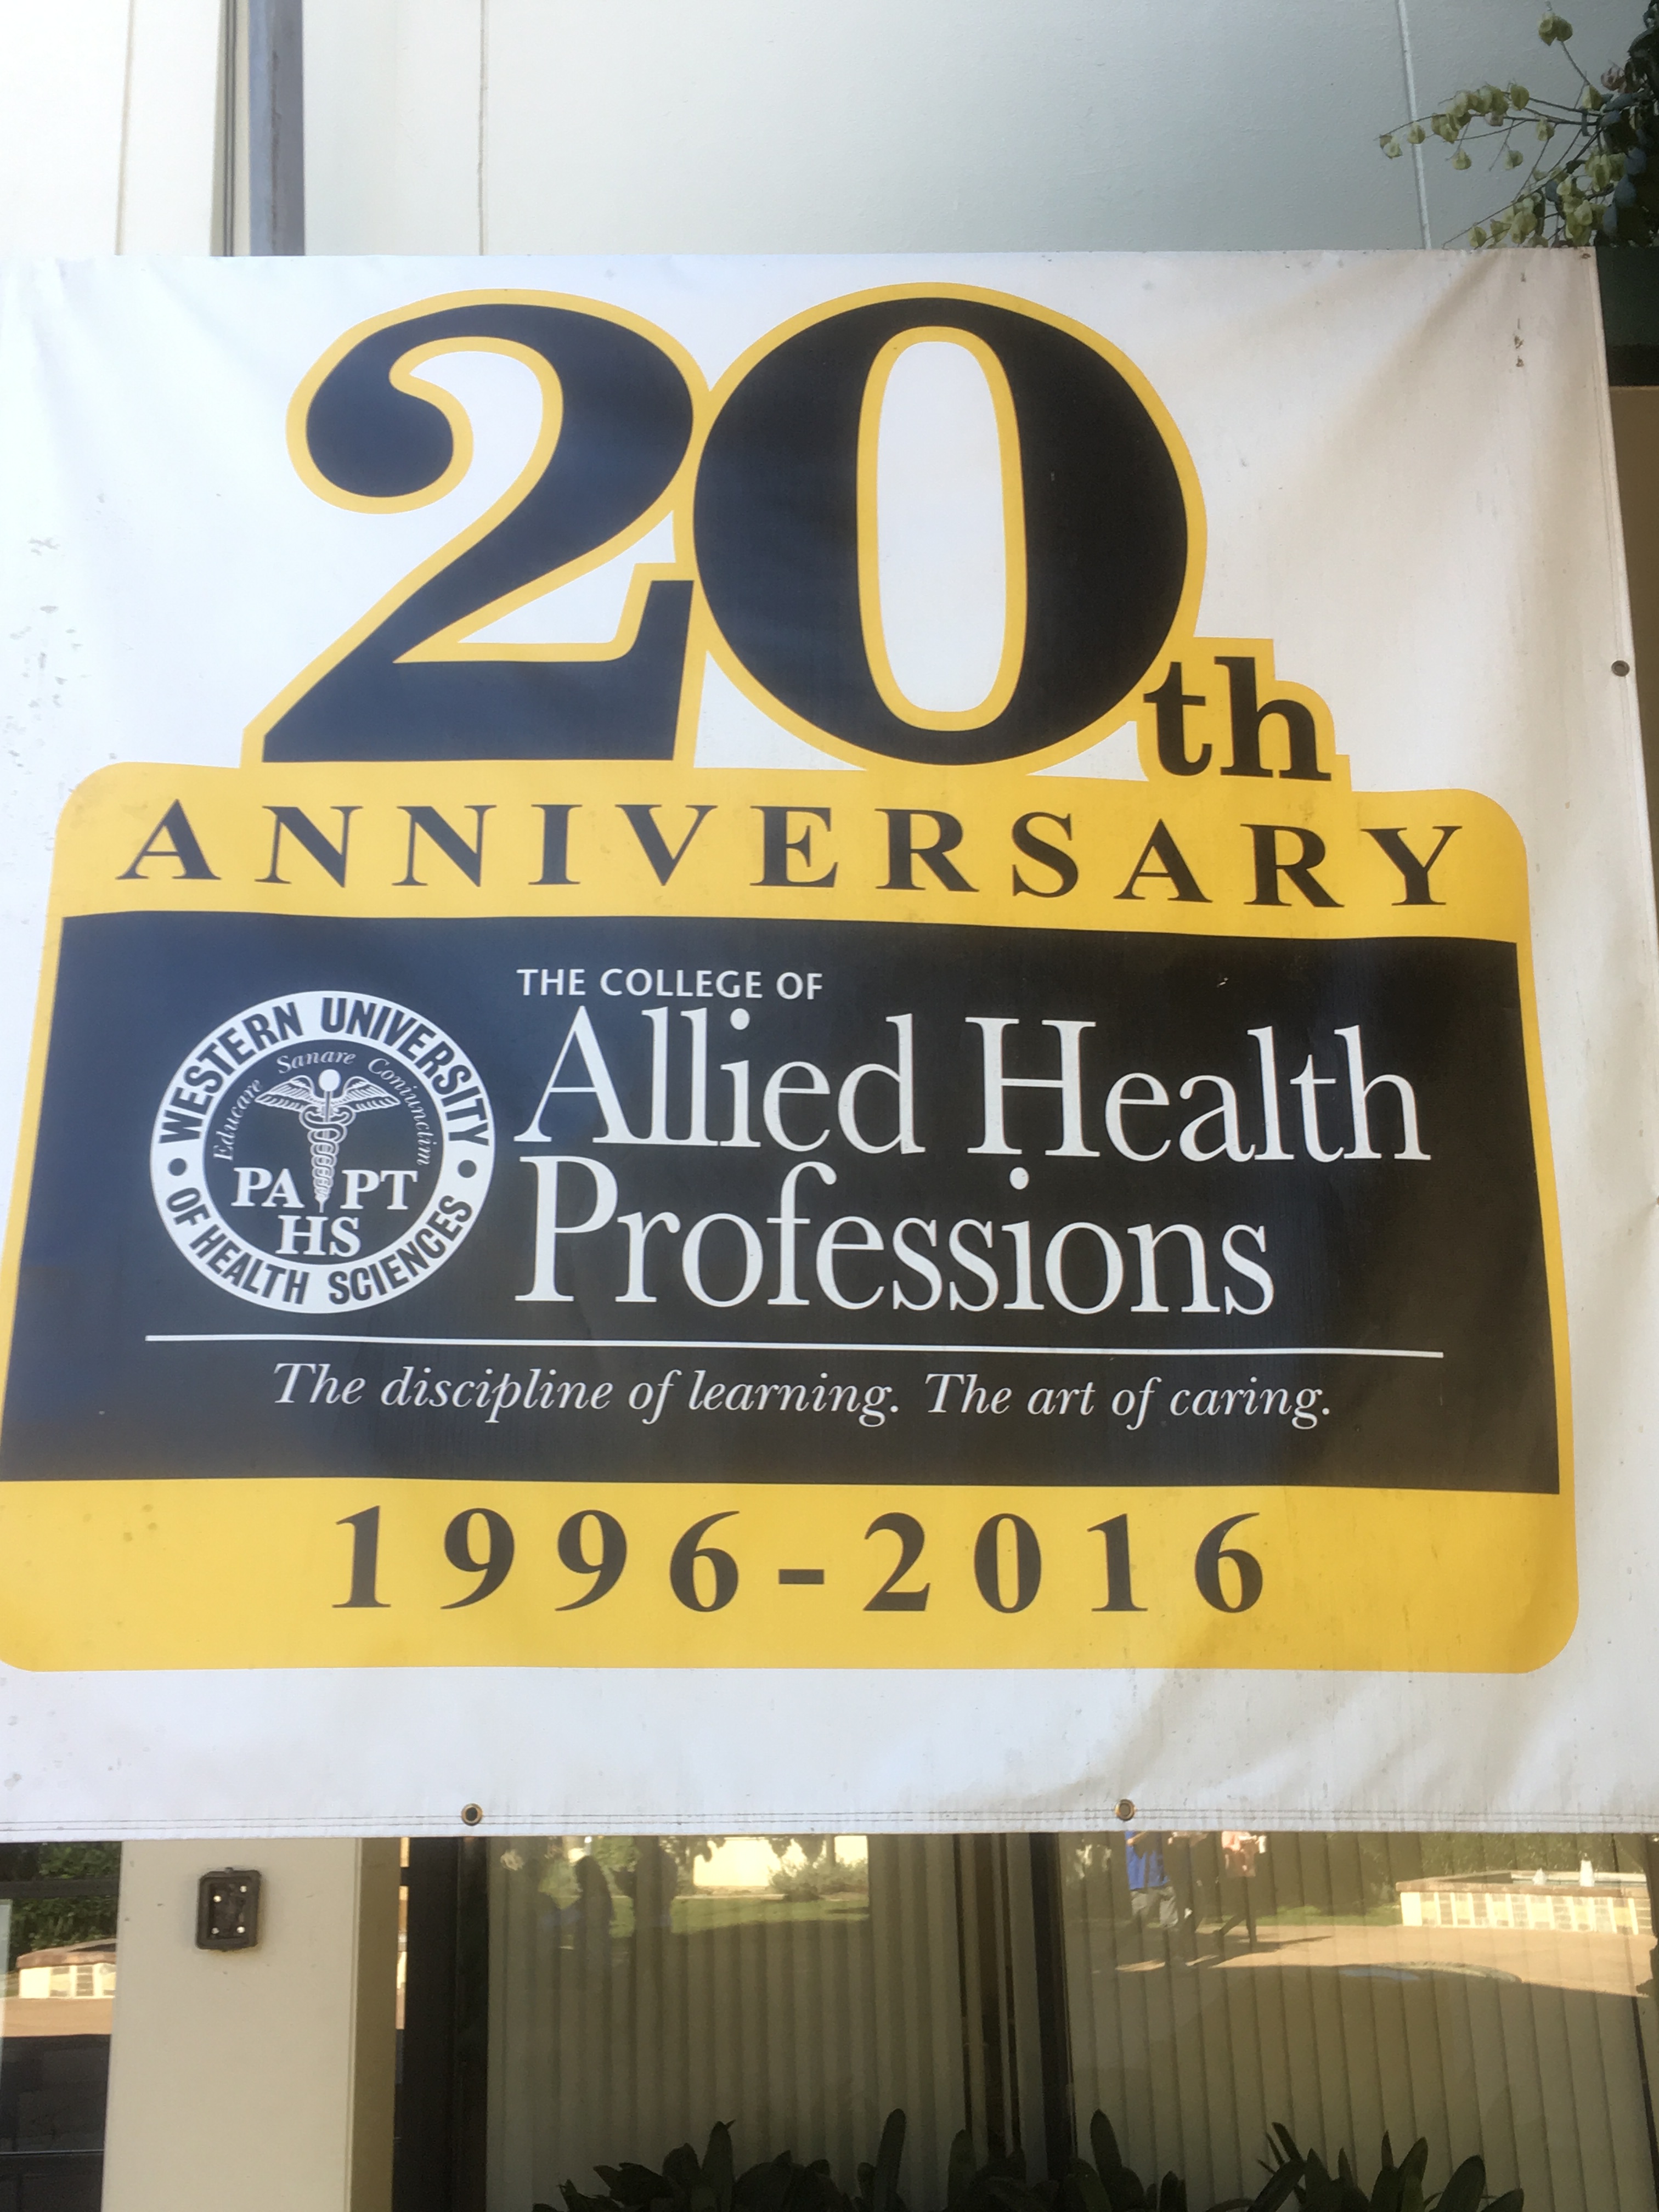 20th
ANNIVERSARY
THE COLLEGE OF
Allied Health
Professions
WESTERN UNIVERSITY
OF HEALTH SCIENCES
Educare Sanare Coniunctim
PA PT
HS
The discipline of learning. The art of caring.
1996-2016